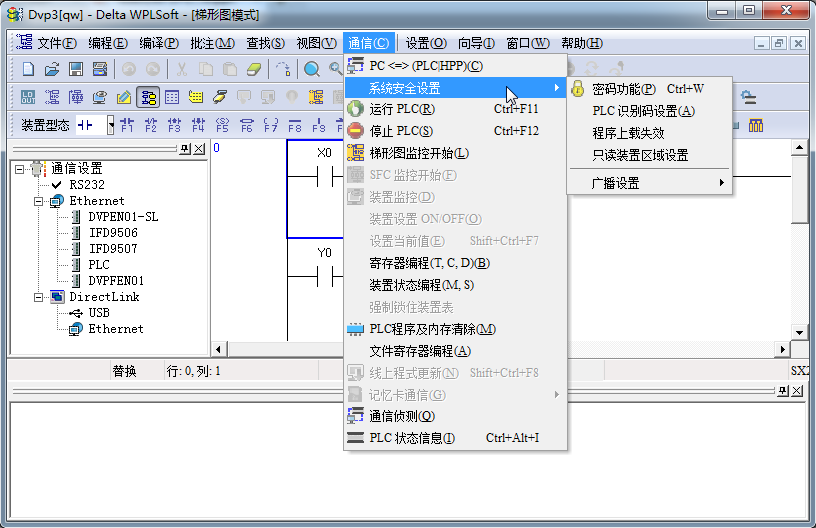 Dvp3[qw] - Delta WPLSoft - [梯形图模式]
文件(F) 编程(E) 编译(P) 批注(M) 查找(S) 视图(V) 通信(C) 设置(O) 向导(I) 窗口(W) 帮助(H)
装置型态 F1 F2 F3 F4 F5 F6 F7 F8 F9
PC <=> (PLC|HPP)(C)
系统安全设置
运行 PLC(R) Ctrl+F11
停止 PLC(S) Ctrl+F12
梯形图监控开始(L)
SFC 监控开始(F)
装置监控(D)
装置设置 ON/OFF(O)
设置当前值(E) Shift+Ctrl+F7
寄存器编程(T, C, D)(B)
装置状态编程(M, S)
强制锁住装置表
PLC程序及内存清除(M)
文件寄存器编程(A)
线上程式更新(N) Shift+Ctrl+F8
记忆卡通信(G)
通信侦测(Q)
PLC 状态信息(I) Ctrl+Alt+I
密码功能(P) Ctrl+W
PLC 识别码设置(A)
程序上载失效
只读装置区域设置
广播设置
通信设置
RS232
Ethernet
DVPEN01-SL
IFD9506
IFD9507
PLC
DVPFEN01
DirectLink
USB
Ethernet
0
X0
Y0
替换 行: 0, 列: 1